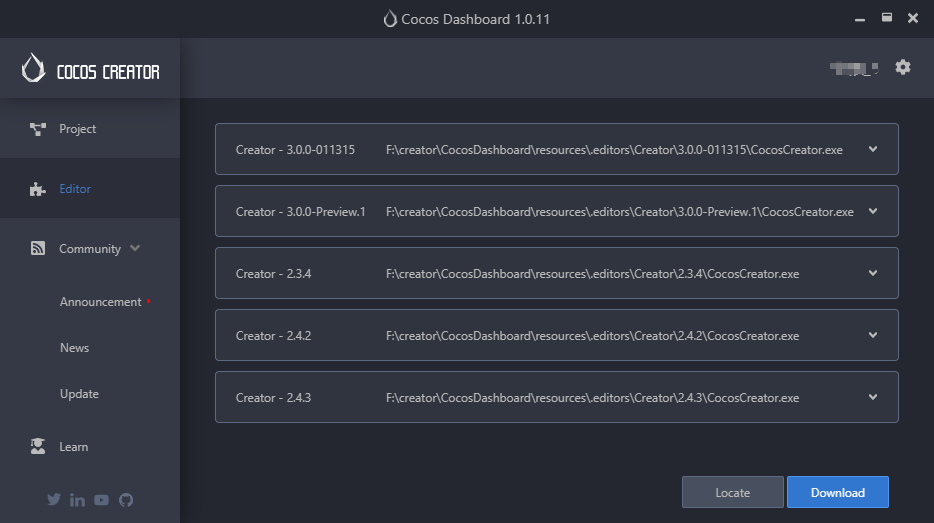 Cocos Dashboard 1.0.11
COCOS CREATOR
Project
Editor
Community
Announcement
News
Update
Learn
Creator - 3.0.0-011315 F:\creator\CocosDashboard\resources\.editors\Creator\3.0.0-011315\CocosCreator.exe
Creator - 3.0.0-Preview.1 F:\creator\CocosDashboard\resources\.editors\Creator\3.0.0-Preview.1\CocosCreator.exe
Creator - 2.3.4 F:\creator\CocosDashboard\resources\.editors\Creator\2.3.4\CocosCreator.exe
Creator - 2.4.2 F:\creator\CocosDashboard\resources\.editors\Creator\2.4.2\CocosCreator.exe
Creator - 2.4.3 F:\creator\CocosDashboard\resources\.editors\Creator\2.4.3\CocosCreator.exe
Locate Download